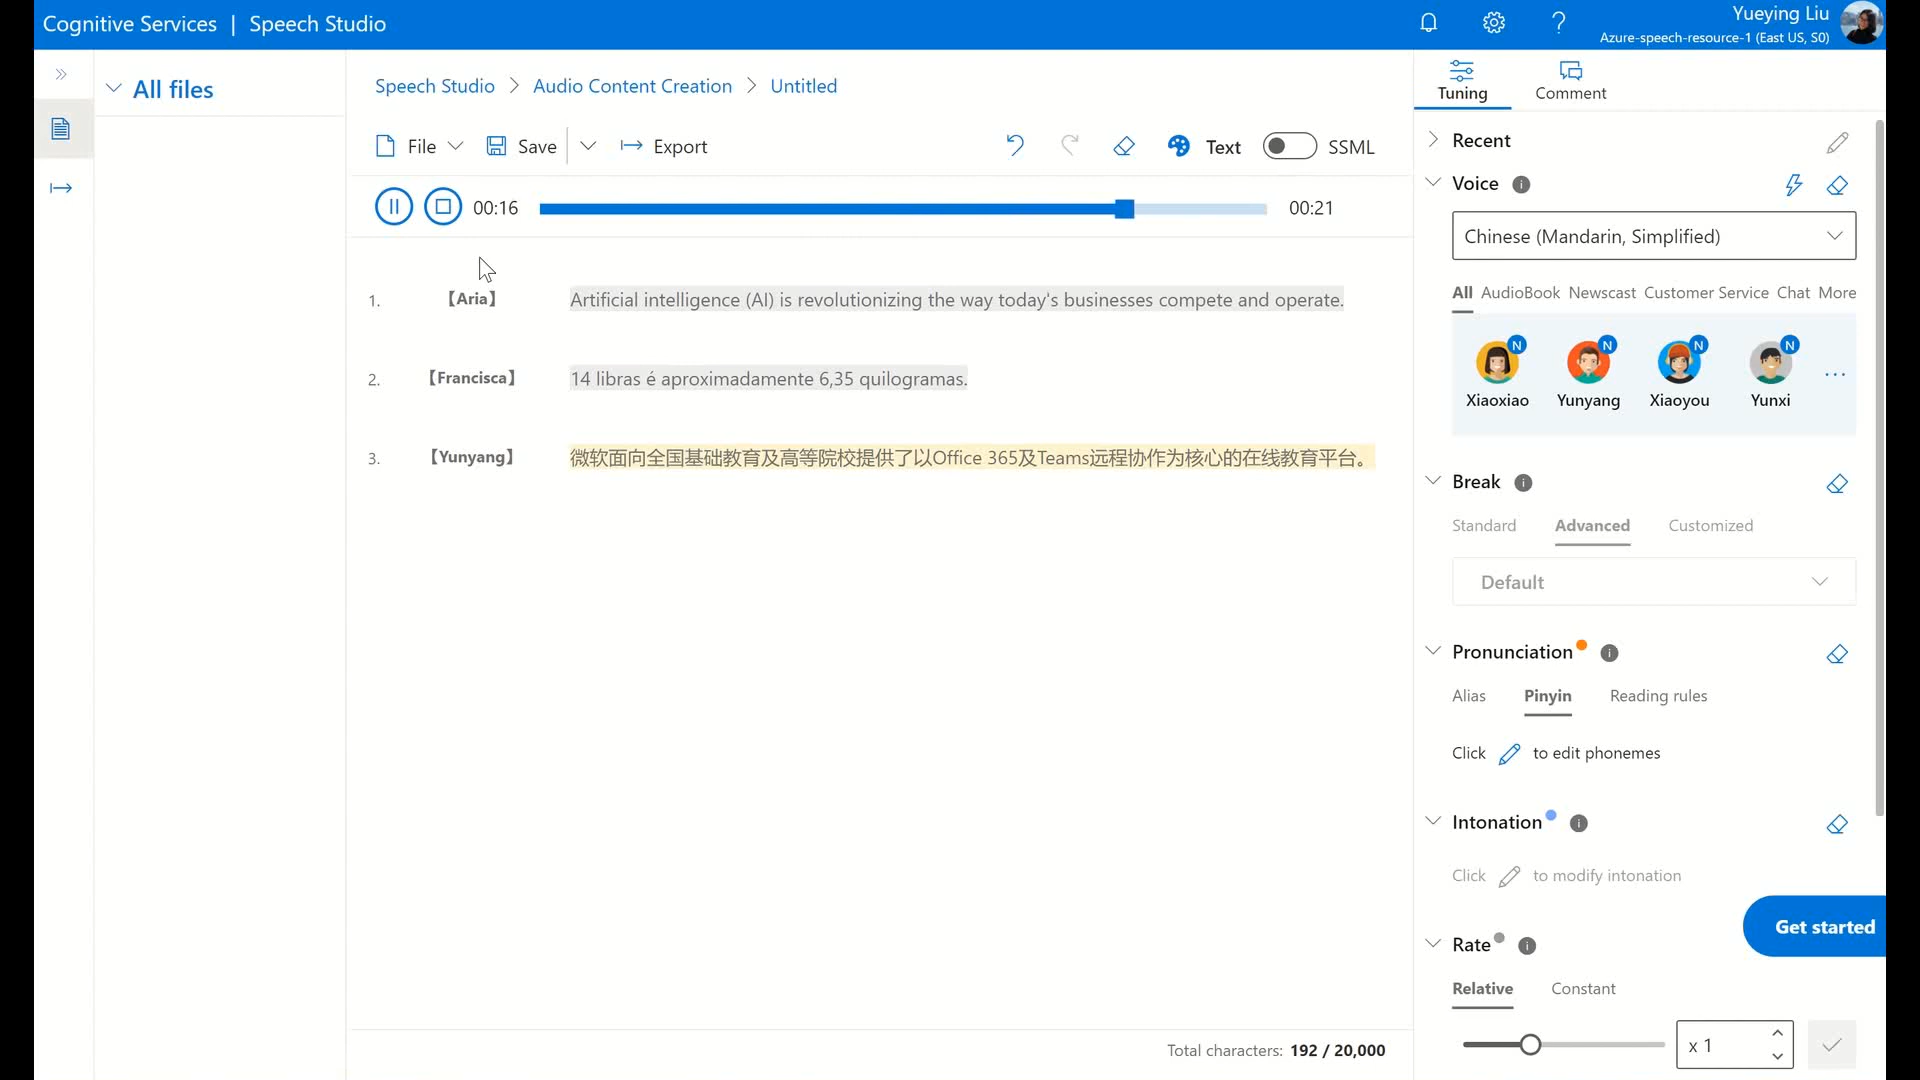 Cognitive Services | Speech Studio
Yueying Liu
Azure-speech-resource-1 (East US, S0)
All files
Speech Studio > Audio Content Creation > Untitled
File Save Export Text SSML
00:16 00:21
1. 【Aria】 Artificial intelligence (AI) is revolutionizing the way today's businesses compete and operate.
2. 【Francisca】 14 libras é aproximadamente 6,35 quilogramas.
3. 【Yunyang】 微软面向全国基础教育及高等院校提供了以Office 365及Teams远程协作为核心的在线教育平台。
Total characters: 192 / 20,000
Tuning Comment
Recent
Voice
Chinese (Mandarin, Simplified)
All AudioBook Newscast Customer Service Chat More
N N N N
Xiaoxiao Yunyang Xiaoyou Yunxi
Break
Standard Advanced Customized
Default
Pronunciation
Alias Pinyin Reading rules
Click to edit phonemes
Intonation
Click to modify intonation
Get started
Rate
Relative Constant
x 1